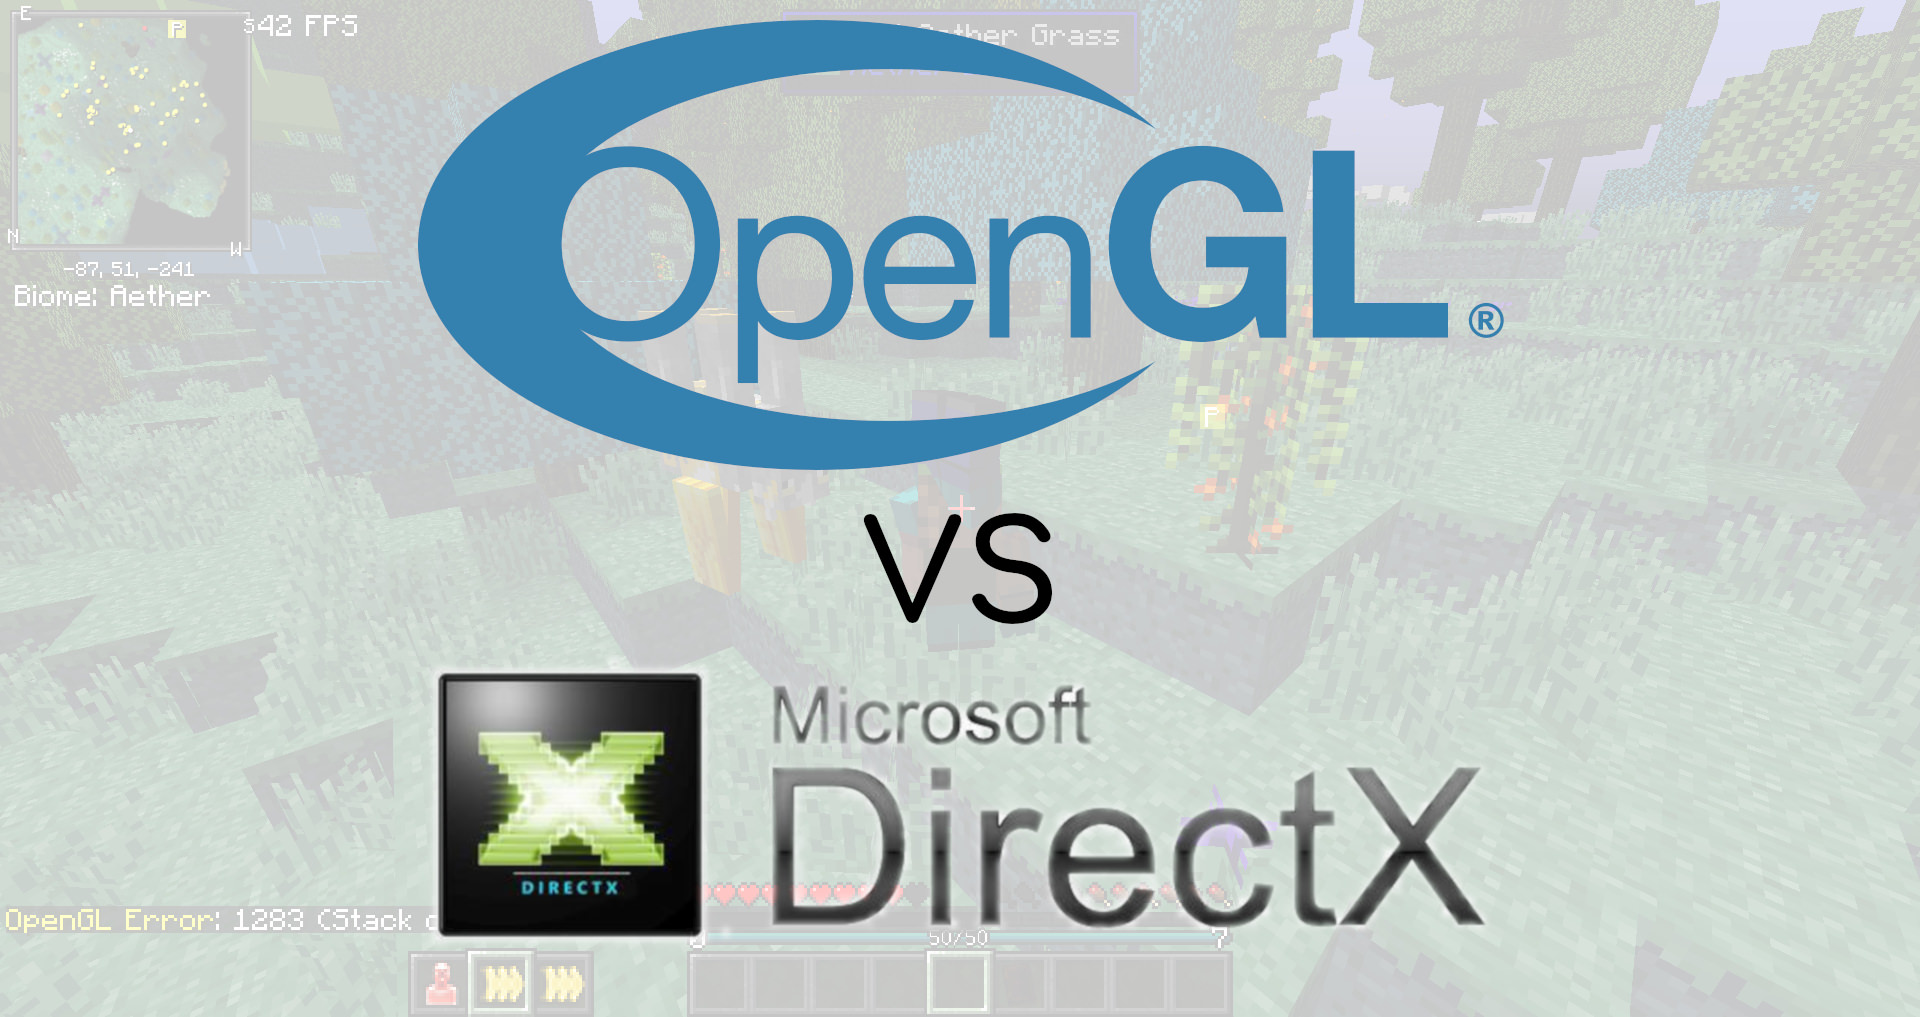 E
542 FPS
ther Grass
P
N
W
-87, 51, -241
Biome: Aether
OpenGL®
P
VS
Microsoft
DirectX
DIRECTX
OpenGL Error: 1283 (Stack
50/50
7